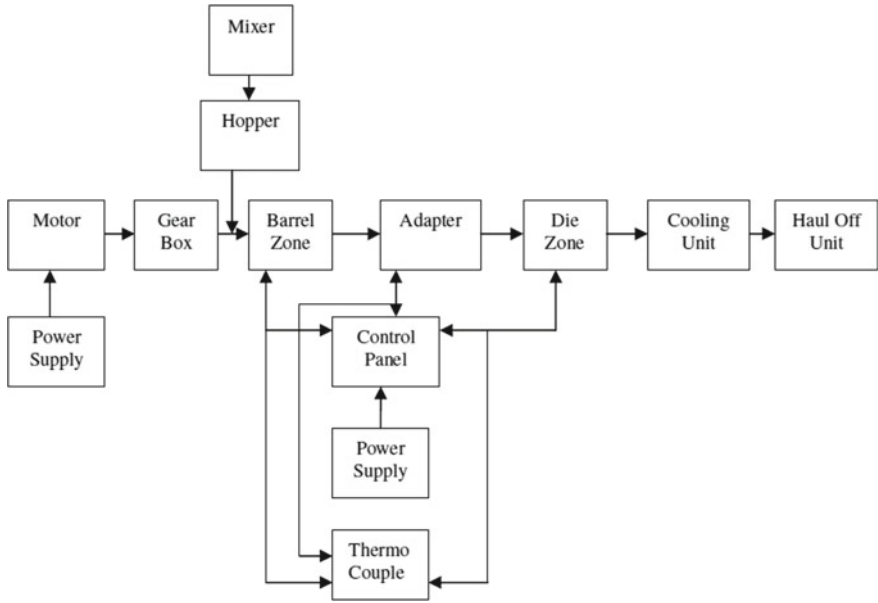 Mixer
Hopper
Motor
Gear
Box
Barrel
Zone
Adapter
Die
Zone
Cooling
Unit
Haul Off
Unit
Power
Supply
Control
Panel
Power
Supply
Thermo
Couple